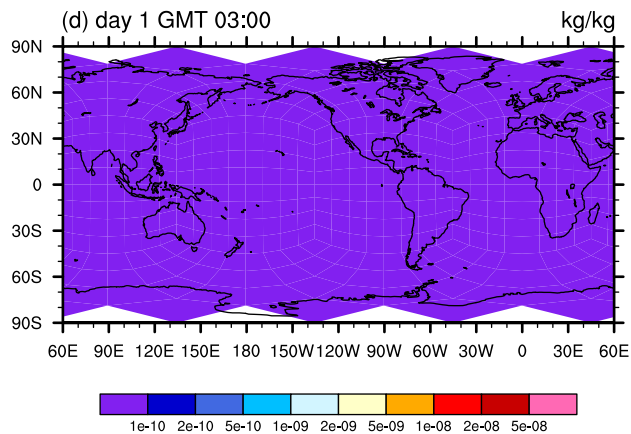 (d) day 1 GMT 03:00 kg/kg
90N
60N
30N
0
30S
60S
90S
60E 90E 120E 150E 180 150W 120W 90W 60W 30W 0 30E 60E
1e-10 2e-10 5e-10 1e-09 2e-09 5e-09 1e-08 2e-08 5e-08